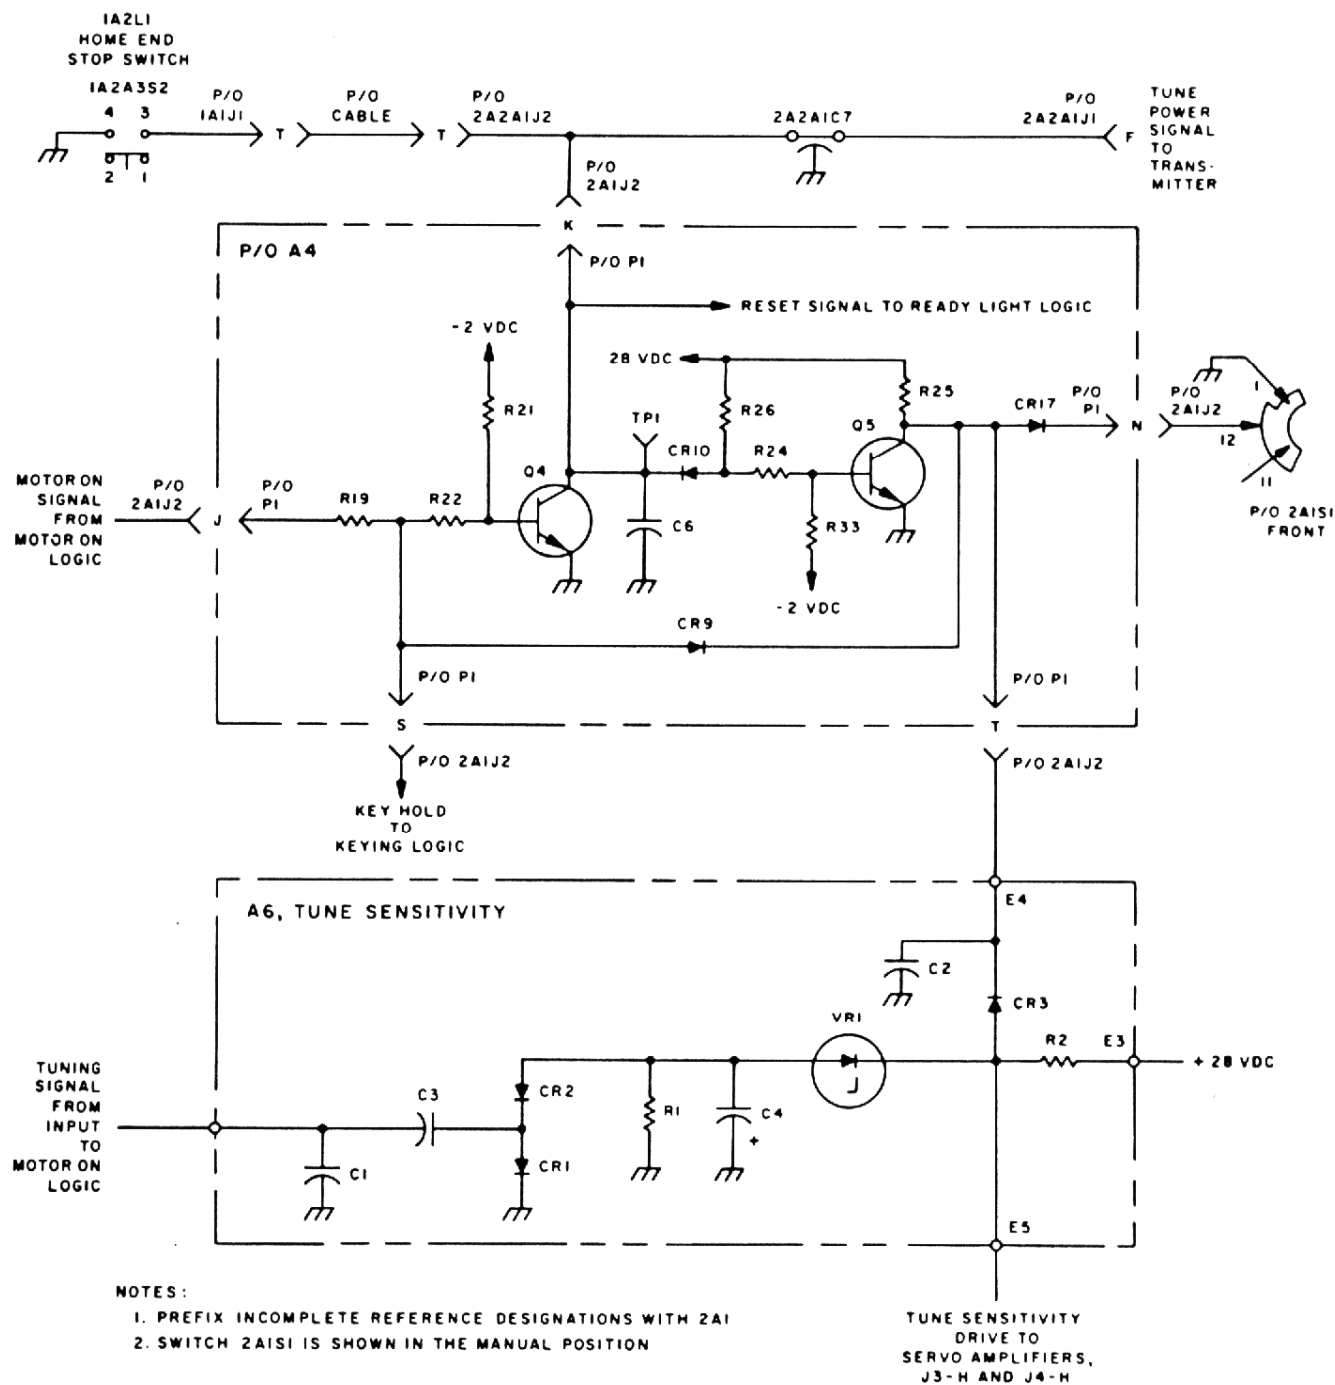 1A2L1
HOME END
STOP SWITCH
1A2A3S2
4 3
2 1
P/O
1A1J1
T
P/O
CABLE
T
P/O
2A2A1J2
2A2A1C7
P/O
2A2A1J1
F
TUNE
POWER
SIGNAL
TO
TRANS-
MITTER
P/O
2A1J2
K
P/O A4
P/O P1
RESET SIGNAL TO READY LIGHT LOGIC
-2 VDC
28 VDC
R21
TP1
R26
R25
CR17
P/O
P1
N
P/O
2A1J2
1
12
11
P/O 2A1S1
FRONT
Q5
CR10
R24
Q4
MOTOR ON
SIGNAL
FROM
MOTOR ON
LOGIC
P/O
2A1J2
J
P/O
P1
R19
R22
C6
R33
-2 VDC
CR9
P/O P1
P/O P1
S
T
P/O 2A1J2
P/O 2A1J2
KEY HOLD
TO
KEYING LOGIC
A6, TUNE SENSITIVITY
E4
C2
CR3
VR1
R2
E3
+28 VDC
TUNING
SIGNAL
FROM
INPUT
TO
MOTOR ON
LOGIC
C3
CR2
R1
C4
+
C1
CR1
E5
NOTES:
1. PREFIX INCOMPLETE REFERENCE DESIGNATIONS WITH 2A1
2. SWITCH 2A1S1 IS SHOWN IN THE MANUAL POSITION
TUNE SENSITIVITY
DRIVE TO
SERVO AMPLIFIERS,
J3-H AND J4-H